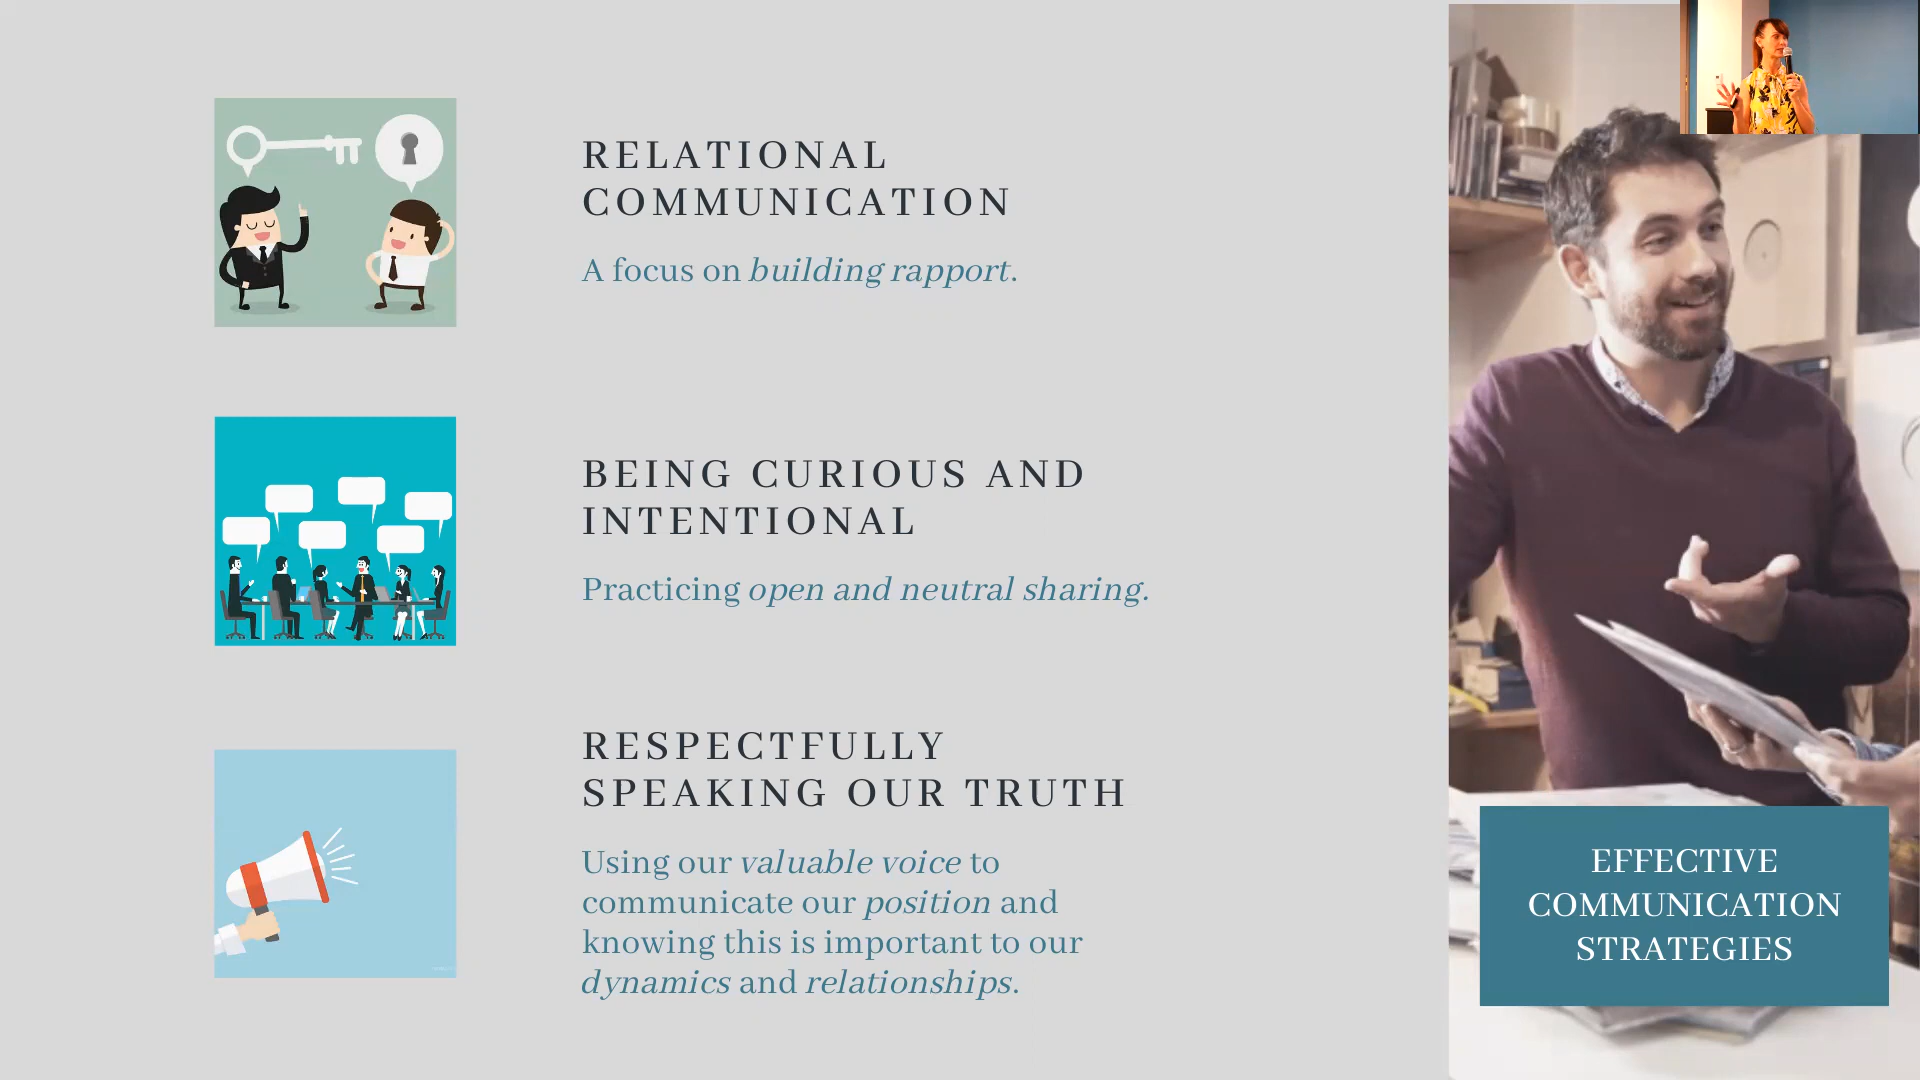 RELATIONAL
COMMUNICATION
A focus on building rapport.
BEING CURIOUS AND
INTENTIONAL
Practicing open and neutral sharing.
RESPECTFULLY
SPEAKING OUR TRUTH
Using our valuable voice to
communicate our position and
knowing this is important to our
dynamics and relationships.
EFFECTIVE
COMMUNICATION
STRATEGIES